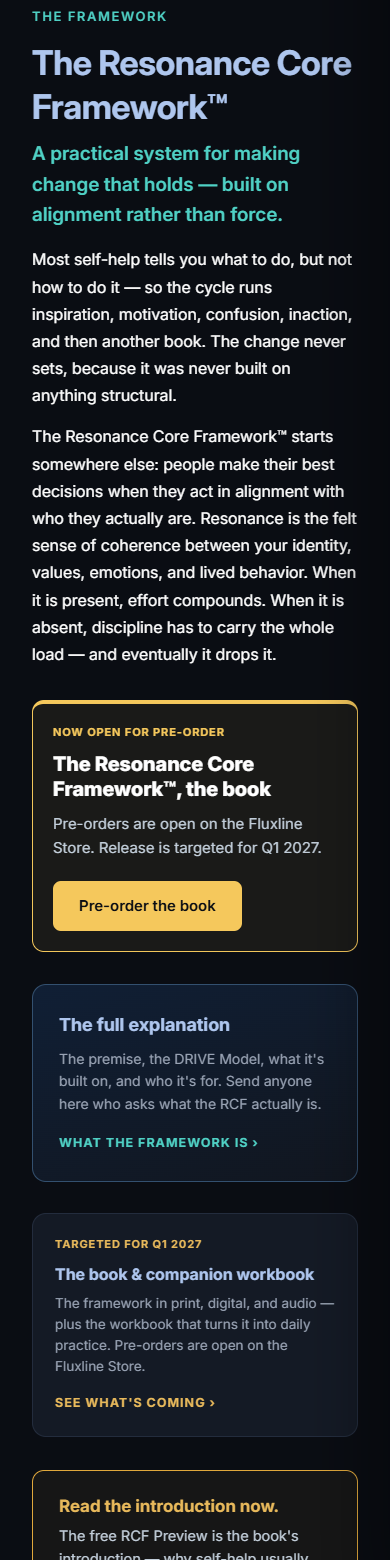 THE FRAMEWORK
The Resonance Core
Framework™
A practical system for making
change that holds — built on
alignment rather than force.
Most self-help tells you what to do, but not
how to do it — so the cycle runs
inspiration, motivation, confusion, inaction,
and then another book. The change never
sets, because it was never built on
anything structural.
The Resonance Core Framework™ starts
somewhere else: people make their best
decisions when they act in alignment with
who they actually are. Resonance is the felt
sense of coherence between your identity,
values, emotions, and lived behavior. When
it is present, effort compounds. When it is
absent, discipline has to carry the whole
load — and eventually it drops it.
NOW OPEN FOR PRE-ORDER
The Resonance Core
Framework™, the book
Pre-orders are open on the Fluxline
Store. Release is targeted for Q1 2027.
Pre-order the book
The full explanation
The premise, the DRIVE Model, what it's
built on, and who it's for. Send anyone
here who asks what the RCF actually is.
WHAT THE FRAMEWORK IS ›
TARGETED FOR Q1 2027
The book & companion workbook
The framework in print, digital, and audio —
plus the workbook that turns it into daily
practice. Pre-orders are open on the
Fluxline Store.
SEE WHAT'S COMING ›
Read the introduction now.
The free RCF Preview is the book's
introduction — why self-help usually